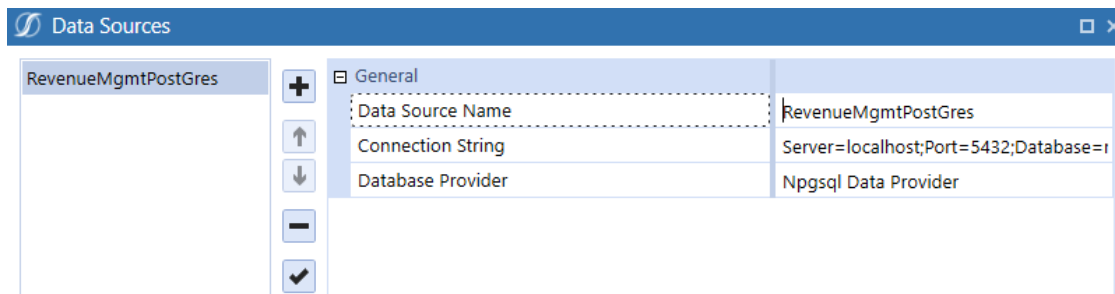 Data Sources
RevenueMgmtPostGres
General
Data Source Name RevenueMgmtPostGres
Connection String Server=localhost;Port=5432;Database=r
Database Provider Npgsql Data Provider